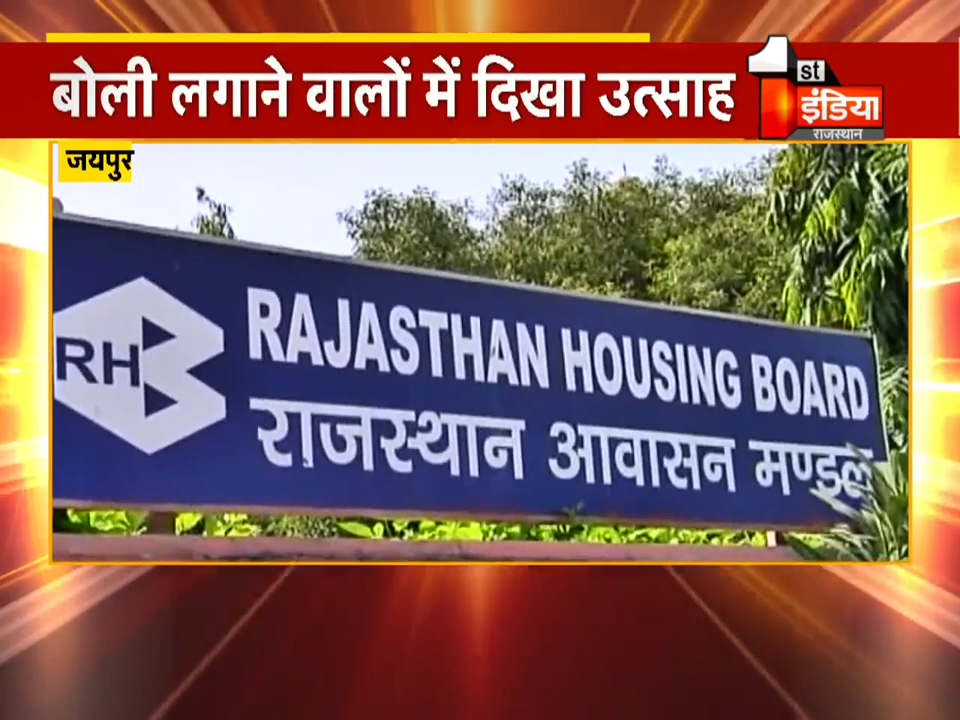 बोली लगाने वालों में दिखा उत्साह
1st
इंडिया
राजस्थान
जयपुर
RH
RAJASTHAN HOUSING BOARD
राजस्थान आवासन मण्डल